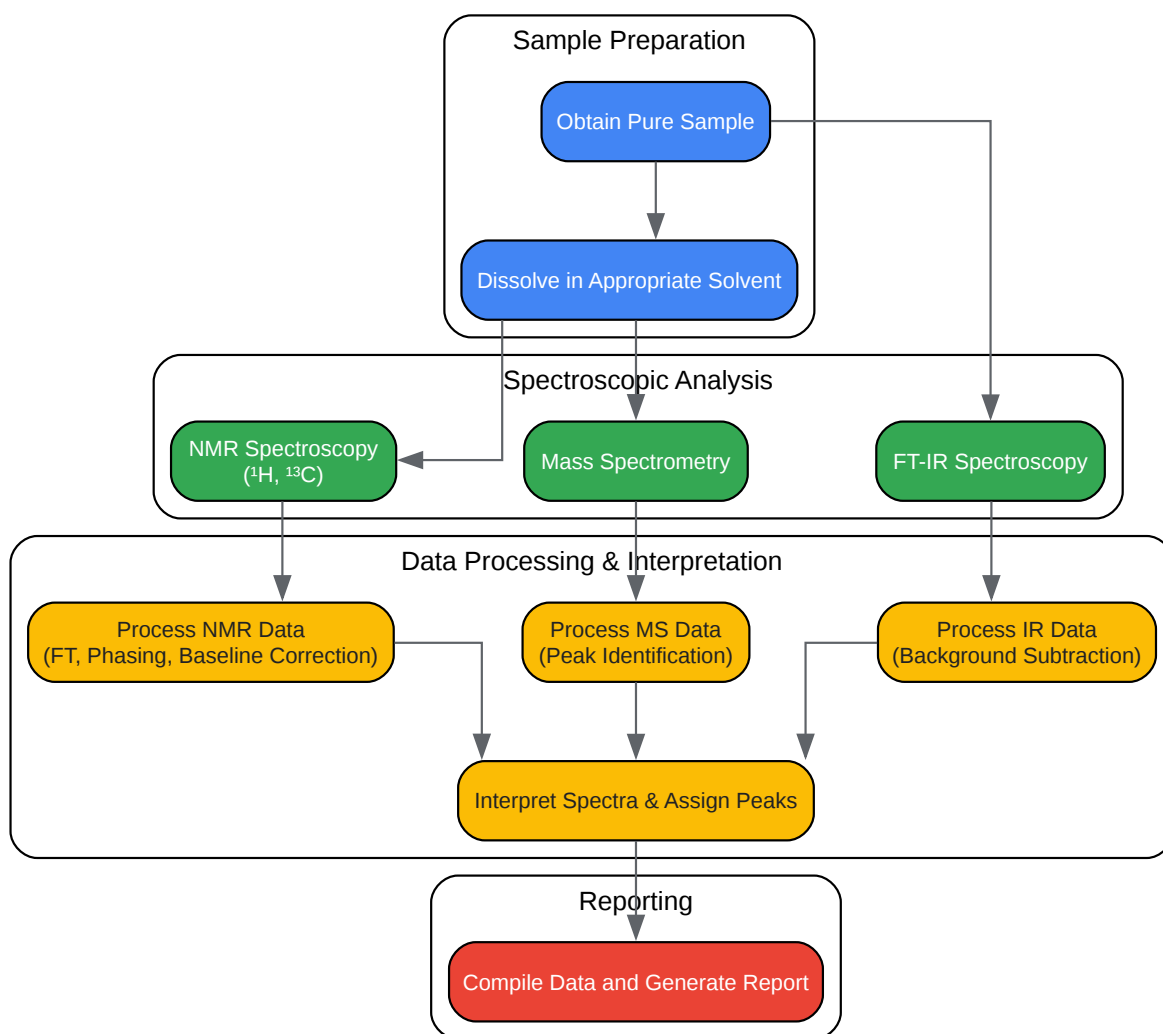 Sample Preparation
Obtain Pure Sample
Dissolve in Appropriate Solvent
Spectroscopic Analysis
NMR Spectroscopy
(¹H, ¹³C)
Mass Spectrometry
FT-IR Spectroscopy
Data Processing & Interpretation
Process NMR Data
(FT, Phasing, Baseline Correction)
Process MS Data
(Peak Identification)
Process IR Data
(Background Subtraction)
Interpret Spectra & Assign Peaks
Reporting
Compile Data and Generate Report